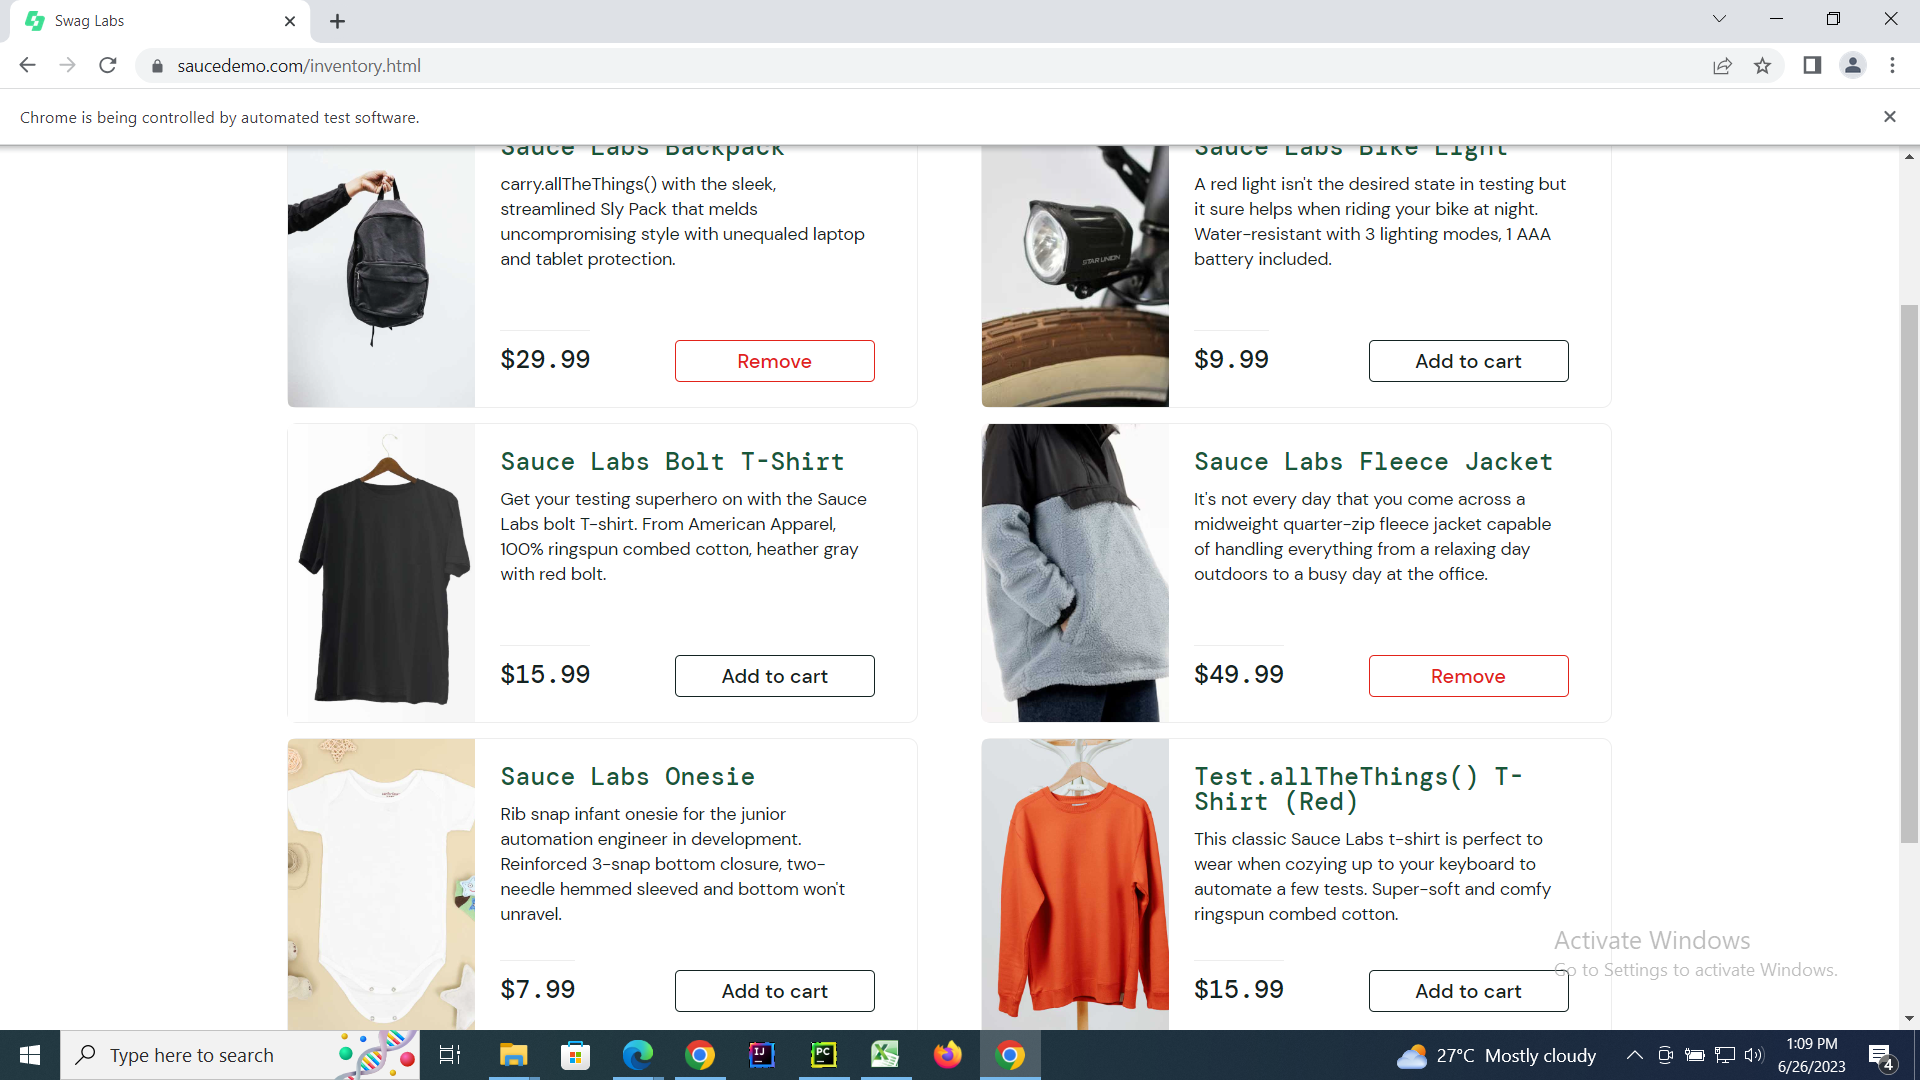 Swag Labs
saucedemo.com/inventory.html
Chrome is being controlled by automated test software.
Sauce Labs Backpack
carry.allTheThings() with the sleek,
streamlined Sly Pack that melds
uncompromising style with unequaled laptop
and tablet protection.
$29.99
Remove
Sauce Labs Bike Light
A red light isn't the desired state in testing but
it sure helps when riding your bike at night.
Water-resistant with 3 lighting modes, 1 AAA
battery included.
STAR UNION
$9.99
Add to cart
Sauce Labs Bolt T-Shirt
Get your testing superhero on with the Sauce
Labs bolt T-shirt. From American Apparel,
100% ringspun combed cotton, heather gray
with red bolt.
$15.99
Add to cart
Sauce Labs Fleece Jacket
It's not every day that you come across a
midweight quarter-zip fleece jacket capable
of handling everything from a relaxing day
outdoors to a busy day at the office.
$49.99
Remove
Sauce Labs Onesie
Rib snap infant onesie for the junior
automation engineer in development.
Reinforced 3-snap bottom closure, two-
needle hemmed sleeved and bottom won't
unravel.
$7.99
Add to cart
Test.allTheThings() T-
Shirt (Red)
This classic Sauce Labs t-shirt is perfect to
wear when cozying up to your keyboard to
automate a few tests. Super-soft and comfy
ringspun combed cotton.
$15.99
Add to cart
Activate Windows
Go to Settings to activate Windows.
Type here to search
IJ
PC
27°C Mostly cloudy
1:09 PM
6/26/2023
4